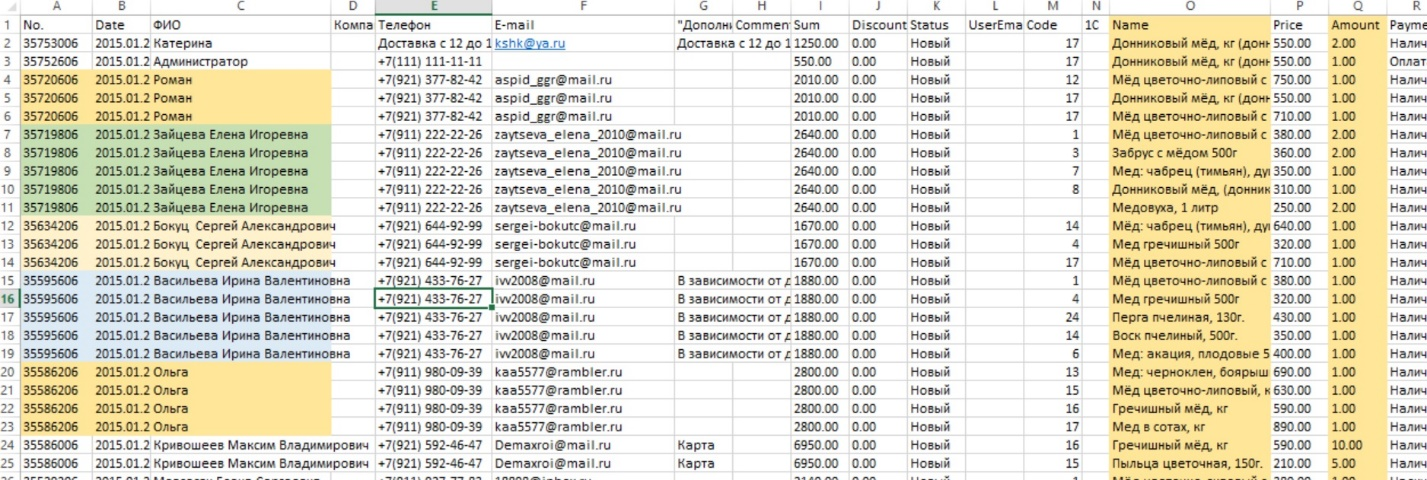 A B C D E F G H I J K L M N O P Q R
1 No. Date ФИО Компа Телефон E-mail "Дополни Commen Sum Discount Status UserEma Code 1C Name Price Amount Payme
2 35753006 2015.01.2 Катерина Доставка с 12 до 1 kshk@ya.ru Доставка с 12 до 1 1250.00 0.00 Новый 17 Донниковый мёд, кг (донн 550.00 2.00 Налич
3 35752606 2015.01.2 Администратор +7(111) 111-11-11 550.00 0.00 Новый 17 Донниковый мёд, кг (донн 550.00 1.00 Оплат
4 35720606 2015.01.2 Роман +7(921) 377-82-42 aspid_ggr@mail.ru 2010.00 0.00 Новый 12 Мёд цветочно-липовый с 750.00 1.00 Налич
5 35720606 2015.01.2 Роман +7(921) 377-82-42 aspid_ggr@mail.ru 2010.00 0.00 Новый 17 Донниковый мёд, кг (донн 550.00 1.00 Налич
6 35720606 2015.01.2 Роман +7(921) 377-82-42 aspid_ggr@mail.ru 2010.00 0.00 Новый 17 Мёд цветочно-липовый с 710.00 1.00 Налич
7 35719806 2015.01.2 Зайцева Елена Игоревна +7(911) 222-22-26 zaytseva_elena_2010@mail.ru 2640.00 0.00 Новый 1 Мёд цветочно-липовый с 380.00 2.00 Налич
8 35719806 2015.01.2 Зайцева Елена Игоревна +7(911) 222-22-26 zaytseva_elena_2010@mail.ru 2640.00 0.00 Новый 3 Забрус с мёдом 500г 360.00 2.00 Налич
9 35719806 2015.01.2 Зайцева Елена Игоревна +7(911) 222-22-26 zaytseva_elena_2010@mail.ru 2640.00 0.00 Новый 7 Мед: чабрец (тимьян), ду 350.00 1.00 Налич
10 35719806 2015.01.2 Зайцева Елена Игоревна +7(911) 222-22-26 zaytseva_elena_2010@mail.ru 2640.00 0.00 Новый 8 Донниковый мёд, (донник 310.00 1.00 Налич
11 35719806 2015.01.2 Зайцева Елена Игоревна +7(911) 222-22-26 zaytseva_elena_2010@mail.ru 2640.00 0.00 Новый Медовуха, 1 литр 250.00 2.00 Налич
12 35634206 2015.01.2 Бокуц Сергей Александрович +7(921) 644-92-99 sergei-bokutc@mail.ru 1670.00 0.00 Новый 14 Мёд: чабрец (тимьян), ду 640.00 1.00 Налич
13 35634206 2015.01.2 Бокуц Сергей Александрович +7(921) 644-92-99 sergei-bokutc@mail.ru 1670.00 0.00 Новый 4 Мед гречишный 500г 320.00 1.00 Налич
14 35634206 2015.01.2 Бокуц Сергей Александрович +7(921) 644-92-99 sergei-bokutc@mail.ru 1670.00 0.00 Новый 17 Мёд цветочно-липовый с 710.00 1.00 Налич
15 35595606 2015.01.2 Васильева Ирина Валентиновна +7(921) 433-76-27 ivv2008@mail.ru В зависимости от д 1880.00 0.00 Новый 1 Мёд цветочно-липовый с 380.00 1.00 Налич
16 35595606 2015.01.2 Васильева Ирина Валентиновна +7(921) 433-76-27 ivv2008@mail.ru В зависимости от д 1880.00 0.00 Новый 4 Мед гречишный 500г 320.00 1.00 Налич
17 35595606 2015.01.2 Васильева Ирина Валентиновна +7(921) 433-76-27 ivv2008@mail.ru В зависимости от д 1880.00 0.00 Новый 24 Перга пчелиная, 130г. 430.00 1.00 Налич
18 35595606 2015.01.2 Васильева Ирина Валентиновна +7(921) 433-76-27 ivv2008@mail.ru В зависимости от д 1880.00 0.00 Новый 14 Воск пчелиный, 500г. 350.00 1.00 Налич
19 35595606 2015.01.2 Васильева Ирина Валентиновна +7(921) 433-76-27 ivv2008@mail.ru В зависимости от д 1880.00 0.00 Новый 6 Мед: акация, плодовые 5 400.00 1.00 Налич
20 35586206 2015.01.2 Ольга +7(911) 980-09-39 kaa5577@rambler.ru 2800.00 0.00 Новый 13 Мед: черноклен, боярыш 690.00 1.00 Налич
21 35586206 2015.01.2 Ольга +7(911) 980-09-39 kaa5577@rambler.ru 2800.00 0.00 Новый 15 Мёд цветочно-липовый, к 630.00 1.00 Налич
22 35586206 2015.01.2 Ольга +7(911) 980-09-39 kaa5577@rambler.ru 2800.00 0.00 Новый 16 Гречишный мёд, кг 590.00 1.00 Налич
23 35586206 2015.01.2 Ольга +7(911) 980-09-39 kaa5577@rambler.ru 2800.00 0.00 Новый 17 Мед в сотах, кг 890.00 1.00 Налич
24 35586006 2015.01.2 Кривошеев Максим Владимирович +7(921) 592-46-47 Demaxroi@mail.ru Карта 6950.00 0.00 Новый 16 Гречишный мёд, кг 590.00 10.00 Налич
25 35586006 2015.01.2 Кривошеев Максим Владимирович +7(921) 592-46-47 Demaxroi@mail.ru Карта 6950.00 0.00 Новый 15 Пыльца цветочная, 150г. 210.00 5.00 Налич